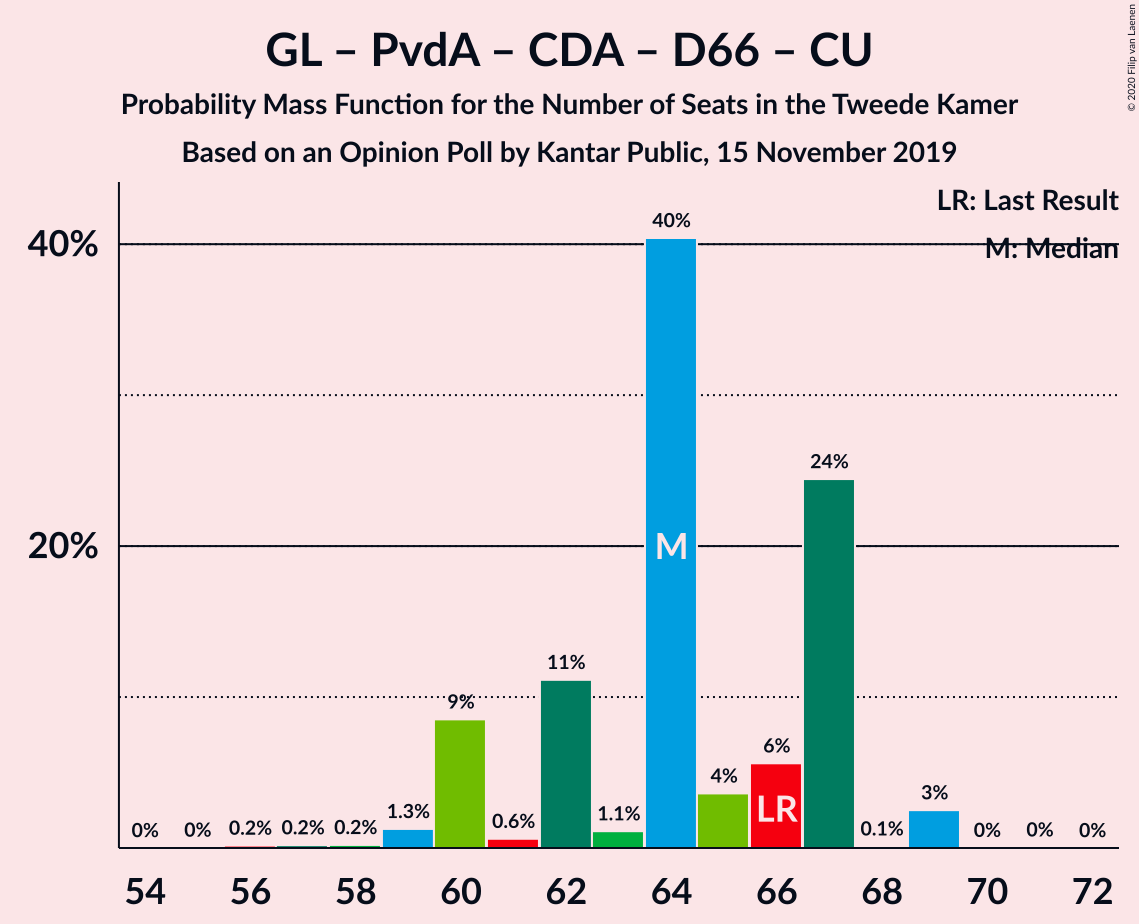 GL – PvdA – CDA – D66 – CU
Probability Mass Function for the Number of Seats in the Tweede Kamer
Based on an Opinion Poll by Kantar Public, 15 November 2019
© 2020 Filip van Laenen
LR: Last Result
M: Median
40%
20%
0%
0%
0.2%
0.2%
0.2%
1.3%
9%
0.6%
11%
1.1%
40%
M
4%
6%
LR
24%
0.1%
3%
0%
0%
0%
54 56 58 60 62 64 66 68 70 72